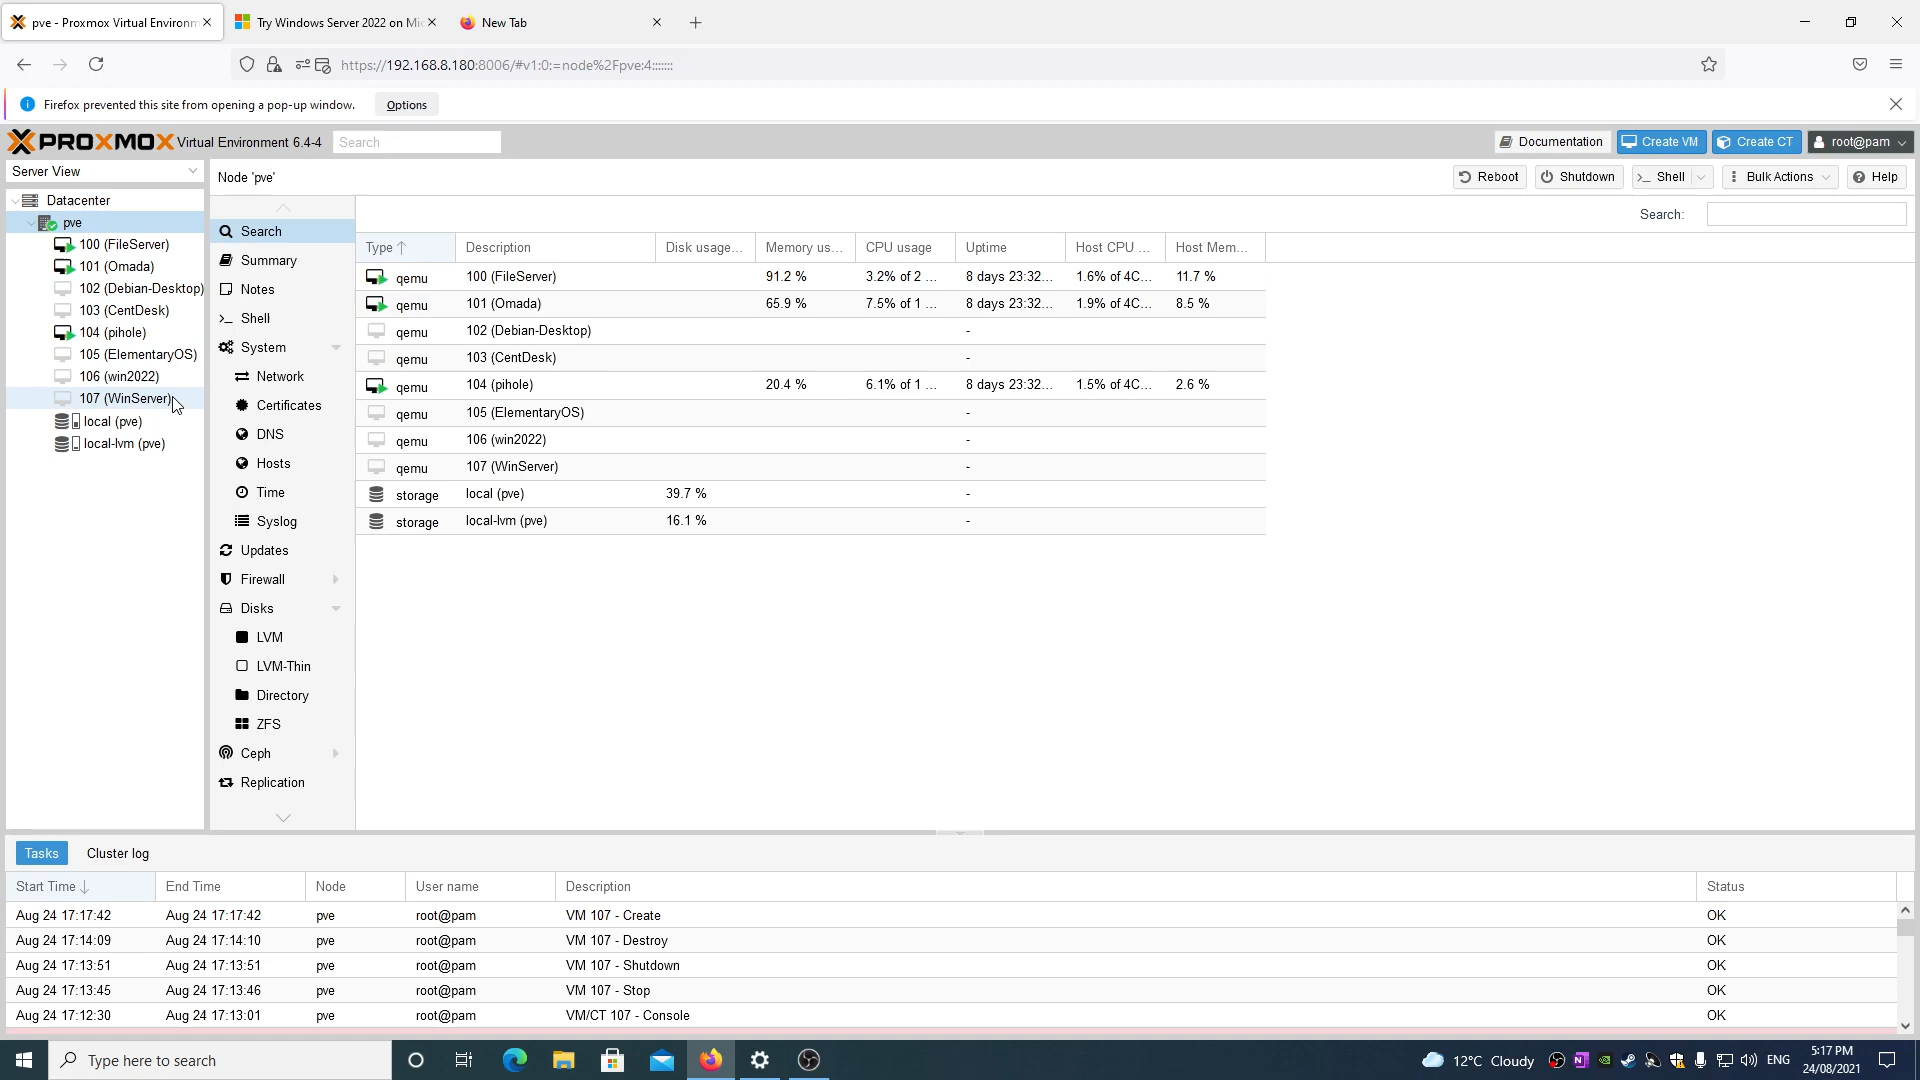 pve - Proxmox Virtual Environm
Try Windows Server 2022 on Mic
New Tab
https://192.168.8.180:8006/#v1:0:=node%2Fpve:4:::::::
Firefox prevented this site from opening a pop-up window.
Options
PROXMOX Virtual Environment 6.4-4
Search
Documentation
Create VM
Create CT
root@pam
Server View
Node 'pve'
Reboot
Shutdown
Shell
Bulk Actions
Help
Datacenter
pve
100 (FileServer)
101 (Omada)
102 (Debian-Desktop)
103 (CentDesk)
104 (pihole)
105 (ElementaryOS)
106 (win2022)
107 (WinServer)
local (pve)
local-lvm (pve)
Search
Summary
Notes
Shell
System
Network
Certificates
DNS
Hosts
Time
Syslog
Updates
Firewall
Disks
LVM
LVM-Thin
Directory
ZFS
Ceph
Replication
Search:
Type Description Disk usage... Memory us... CPU usage Uptime Host CPU ... Host Mem...
qemu 100 (FileServer) 91.2 % 3.2% of 2 ... 8 days 23:32... 1.6% of 4C... 11.7 %
qemu 101 (Omada) 65.9 % 7.5% of 1 ... 8 days 23:32... 1.9% of 4C... 8.5 %
qemu 102 (Debian-Desktop) -
qemu 103 (CentDesk) -
qemu 104 (pihole) 20.4 % 6.1% of 1 ... 8 days 23:32... 1.5% of 4C... 2.6 %
qemu 105 (ElementaryOS) -
qemu 106 (win2022) -
qemu 107 (WinServer) -
storage local (pve) 39.7 % -
storage local-lvm (pve) 16.1 % -
Tasks Cluster log
Start Time End Time Node User name Description Status
Aug 24 17:17:42 Aug 24 17:17:42 pve root@pam VM 107 - Create OK
Aug 24 17:14:09 Aug 24 17:14:10 pve root@pam VM 107 - Destroy OK
Aug 24 17:13:51 Aug 24 17:13:51 pve root@pam VM 107 - Shutdown OK
Aug 24 17:13:45 Aug 24 17:13:46 pve root@pam VM 107 - Stop OK
Aug 24 17:12:30 Aug 24 17:13:01 pve root@pam VM/CT 107 - Console OK
Type here to search
12°C Cloudy
ENG
5:17 PM
24/08/2021